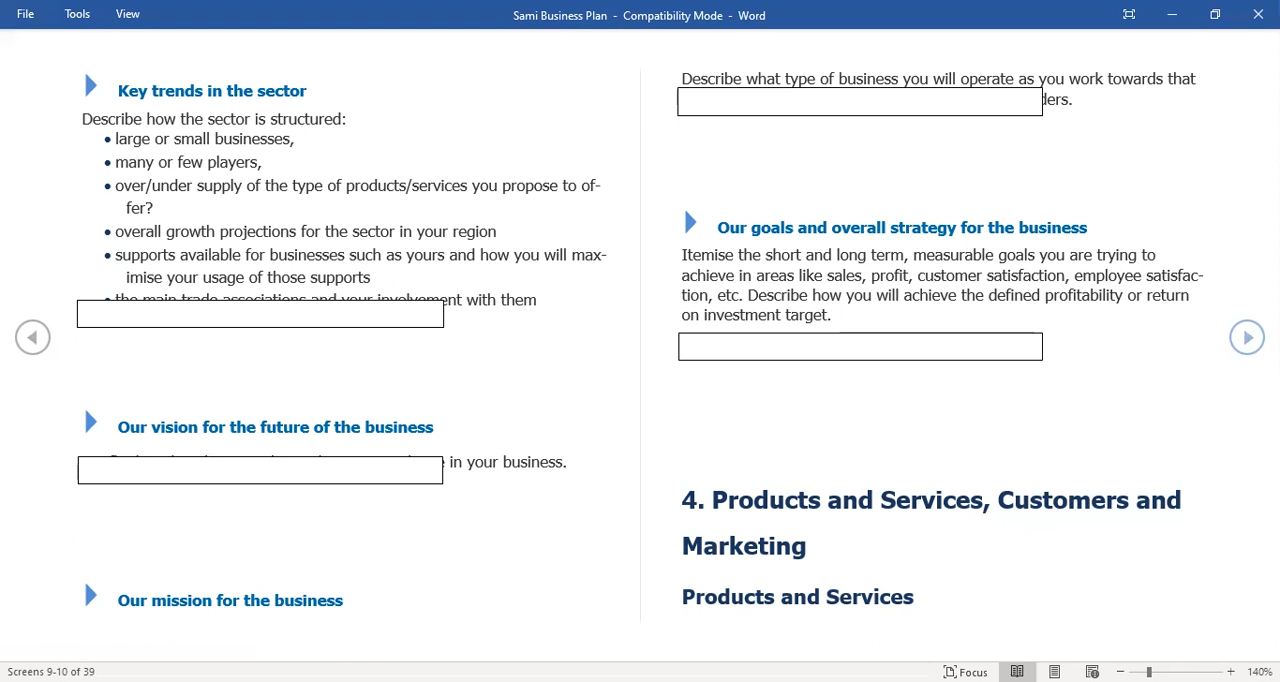 File Tools View
Sami Business Plan - Compatibility Mode - Word
Key trends in the sector
Describe how the sector is structured:
• large or small businesses,
• many or few players,
• over/under supply of the type of products/services you propose to of-
fer?
• overall growth projections for the sector in your region
• supports available for businesses such as yours and how you will max-
imise your usage of those supports
• the main trade associations and your involvement with them
Our vision for the future of the business
in your business.
Our mission for the business
Describe what type of business you will operate as you work towards that
Our goals and overall strategy for the business
Itemise the short and long term, measurable goals you are trying to
achieve in areas like sales, profit, customer satisfaction, employee satisfac-
tion, etc. Describe how you will achieve the defined profitability or return
on investment target.
4. Products and Services, Customers and
Marketing
Products and Services
Screens 9-10 of 39
Focus
140%